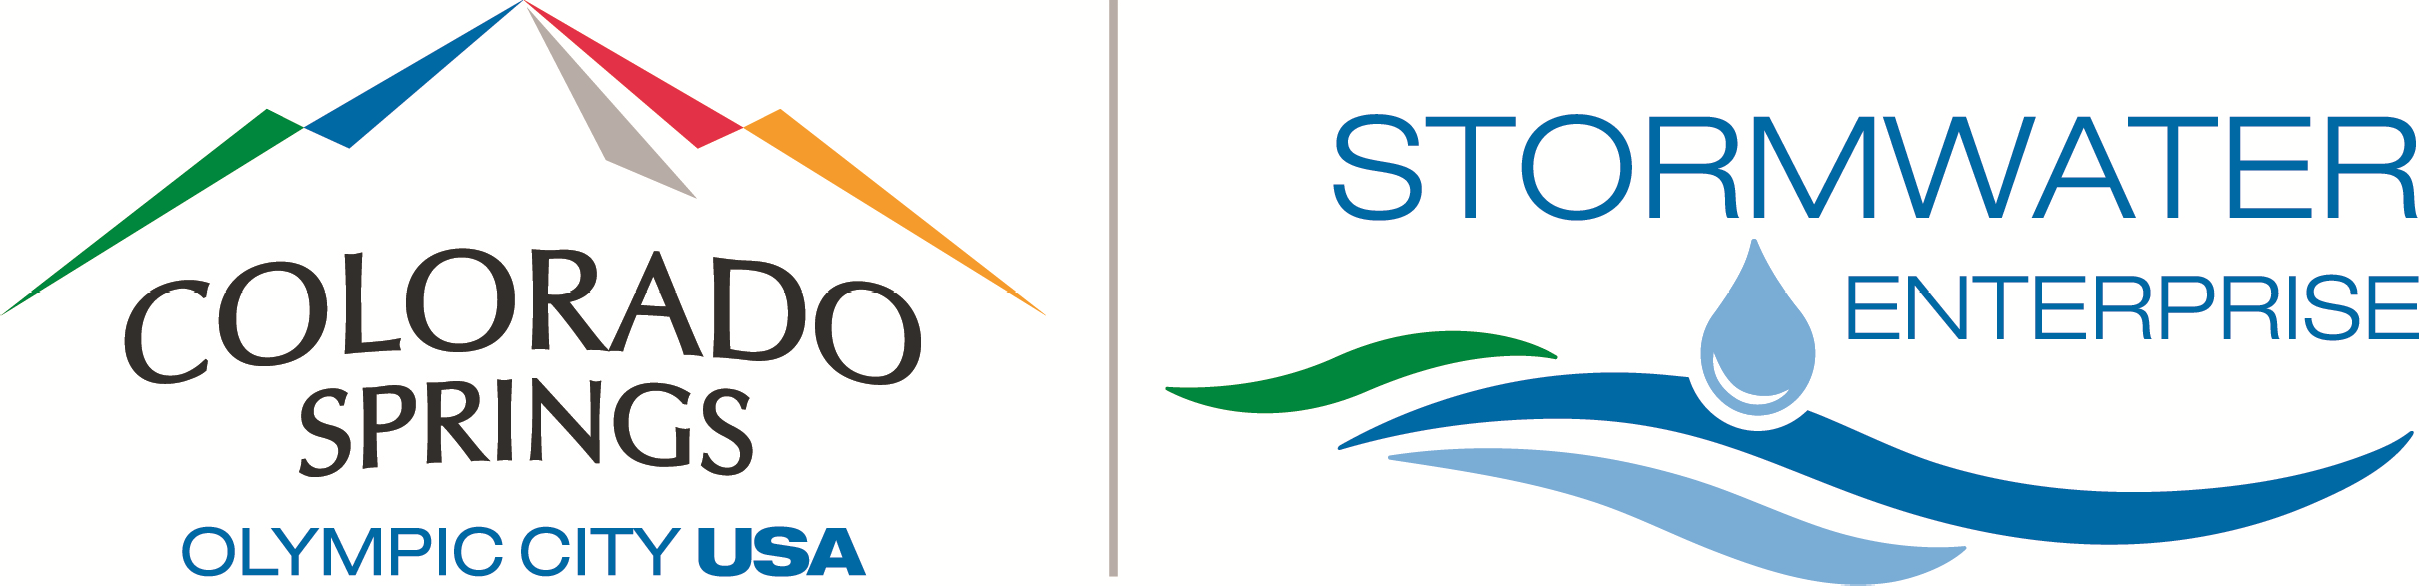 COLORADO
SPRINGS
OLYMPIC CITY USA
STORMWATER
ENTERPRISE